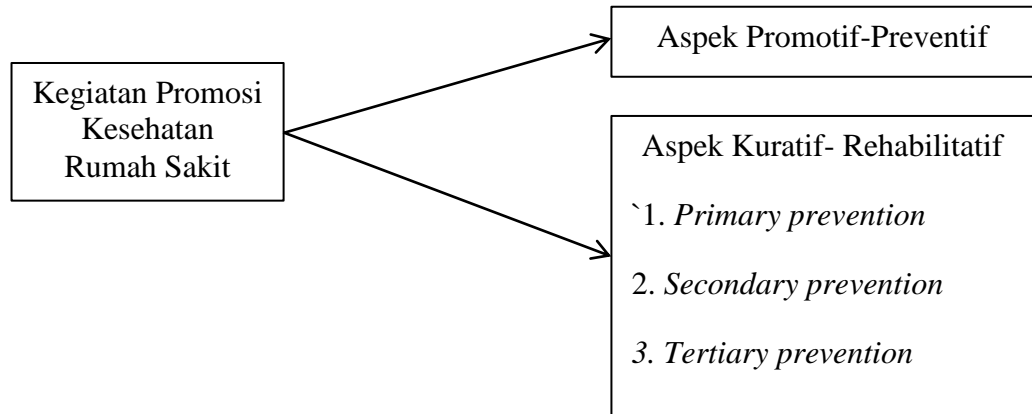 Kegiatan Promosi
Kesehatan
Rumah Sakit
Aspek Promotif-Preventif
Aspek Kuratif- Rehabilitatif
`1. Primary prevention
2. Secondary prevention
3. Tertiary prevention